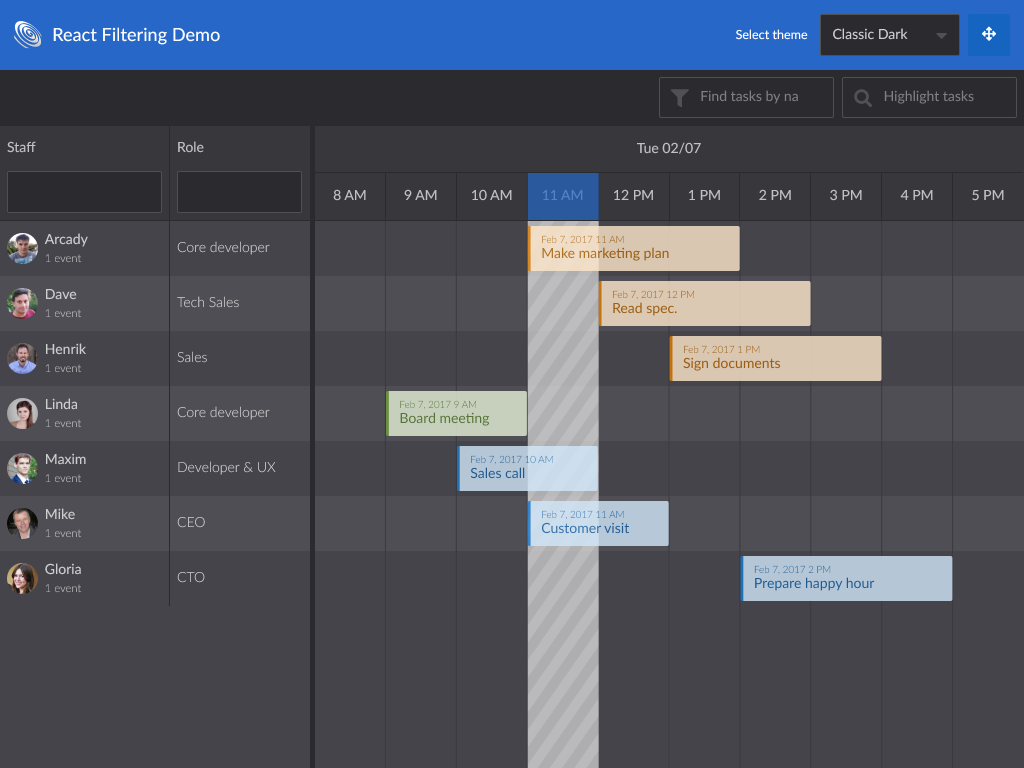 React Filtering Demo
Select theme
Classic Dark
Find tasks by na
Highlight tasks
Staff
Role
Tue 02/07
8 AM
9 AM
10 AM
11 AM
12 PM
1 PM
2 PM
3 PM
4 PM
5 PM
Arcady
1 event
Core developer
Feb 7, 2017 11 AM
Make marketing plan
Dave
1 event
Tech Sales
Feb 7, 2017 12 PM
Read spec.
Henrik
1 event
Sales
Feb 7, 2017 1 PM
Sign documents
Linda
1 event
Core developer
Feb 7, 2017 9 AM
Board meeting
Maxim
1 event
Developer & UX
Feb 7, 2017 10 AM
Sales call
Mike
1 event
CEO
Feb 7, 2017 11 AM
Customer visit
Gloria
1 event
CTO
Feb 7, 2017 2 PM
Prepare happy hour